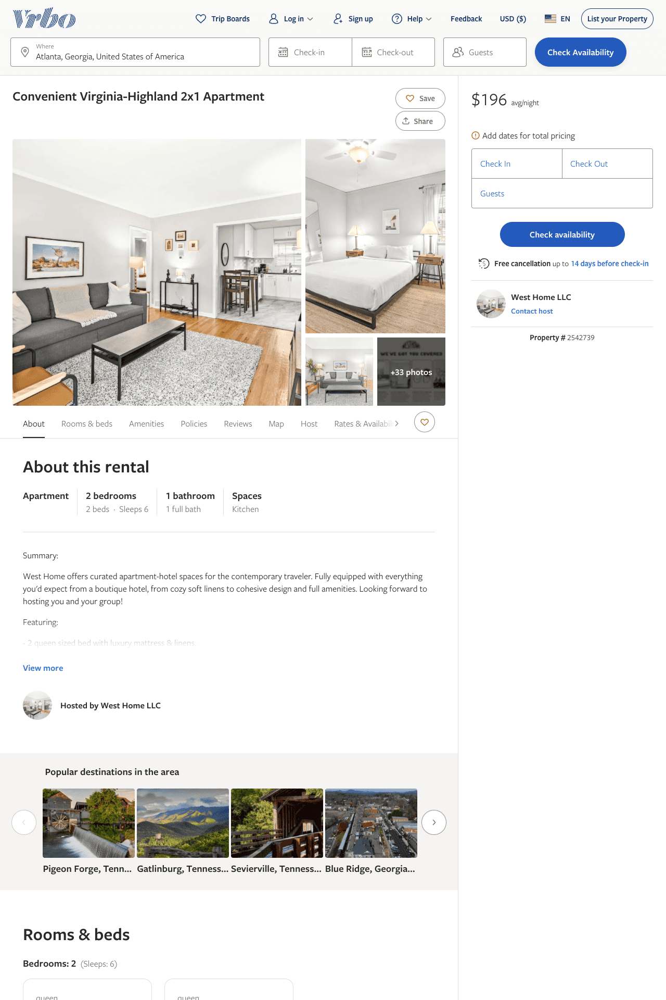 Vrbo
Trip Boards
Log in
Sign up
Help
Feedback
USD ($)
EN
List your Property
Where
Atlanta, Georgia, United States of America
Check-in
Check-out
Guests
Check Availability
Convenient Virginia-Highland 2x1 Apartment
Save
Share
WE'VE GOT YOU COVERED
+33 photos
About
Rooms & beds
Amenities
Policies
Reviews
Map
Host
Rates & Availabili
$196 avg/night
Add dates for total pricing
Check In
Check Out
Guests
Check availability
Free cancellation up to 14 days before check-in
West Home LLC
Contact host
Property # 2542739
About this rental
Apartment
2 bedrooms
2 beds · Sleeps 6
1 bathroom
1 full bath
Spaces
Kitchen
Summary:
West Home offers curated apartment-hotel spaces for the contemporary traveler. Fully equipped with everything
you'd expect from a boutique hotel, from cozy soft linens to cohesive design and full amenities. Looking forward to
hosting you and your group!
Featuring:
- 2 queen sized bed with luxury mattress & linens.
View more
Hosted by West Home LLC
Popular destinations in the area
Pigeon Forge, Tenn...
Gatlinburg, Tenness...
Sevierville, Tenness...
Blue Ridge, Georgia...
Rooms & beds
Bedrooms: 2 (Sleeps: 6)
queen
queen